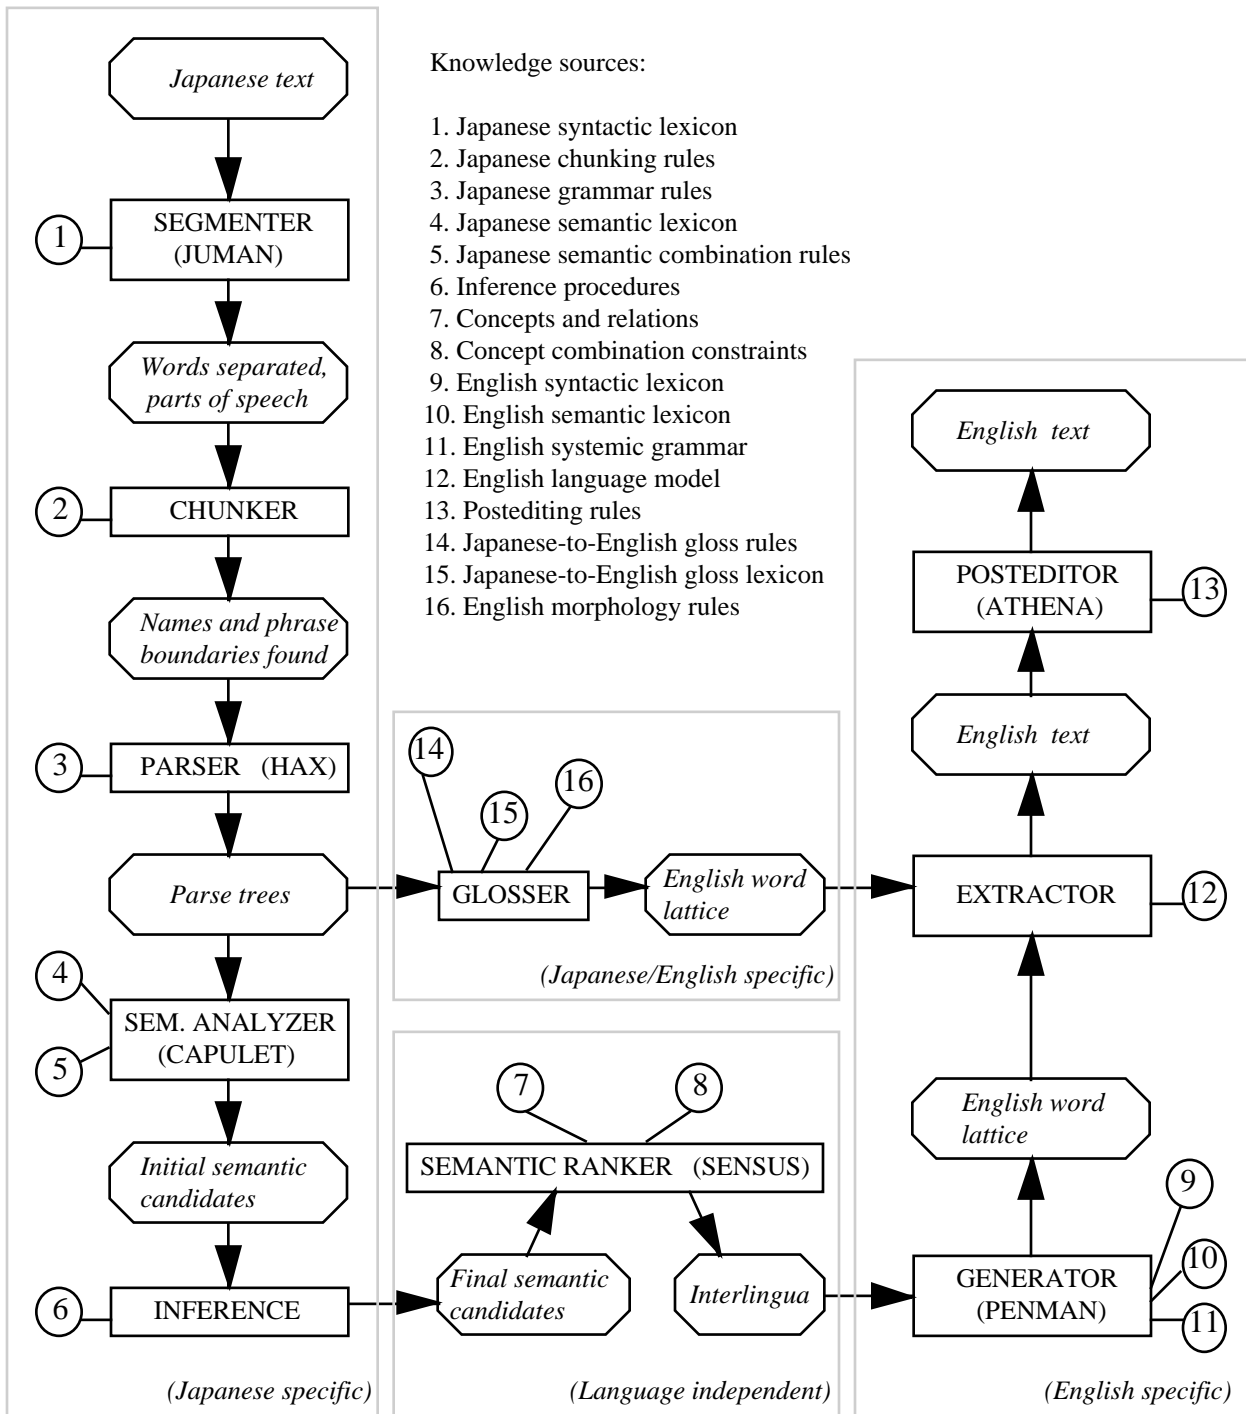 Japanese text
SEGMENTER
(JUMAN)
1
Words separated,
parts of speech
CHUNKER
2
Names and phrase
boundaries found
PARSER (HAX)
3
Parse trees
SEM. ANALYZER
(CAPULET)
4
5
Initial semantic
candidates
INFERENCE
6
(Japanese specific)
Knowledge sources:
1. Japanese syntactic lexicon
2. Japanese chunking rules
3. Japanese grammar rules
4. Japanese semantic lexicon
5. Japanese semantic combination rules
6. Inference procedures
7. Concepts and relations
8. Concept combination constraints
9. English syntactic lexicon
10. English semantic lexicon
11. English systemic grammar
12. English language model
13. Postediting rules
14. Japanese-to-English gloss rules
15. Japanese-to-English gloss lexicon
16. English morphology rules
14
15
16
GLOSSER
English word
lattice
(Japanese/English specific)
7
8
SEMANTIC RANKER (SENSUS)
Final semantic
candidates
Interlingua
(Language independent)
English text
POSTEDITOR
(ATHENA)
13
English text
EXTRACTOR
12
English word
lattice
9
GENERATOR
(PENMAN)
10
11
(English specific)